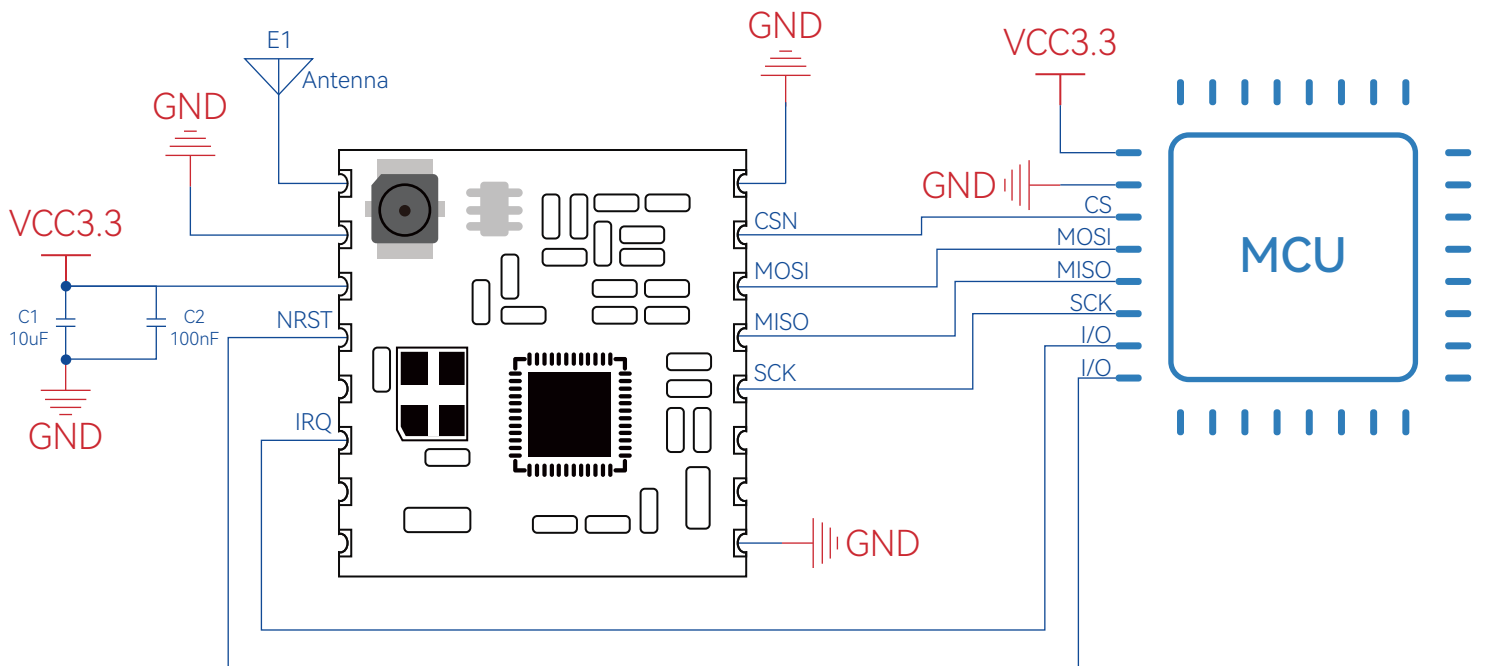 E1
Antenna
GND
VCC3.3
C1
10uF
C2
100nF
GND
NRST
IRQ
GND
CSN
MOSI
MISO
SCK
GND
VCC3.3
GND
CS
MOSI
MISO
SCK
I/O
I/O
MCU